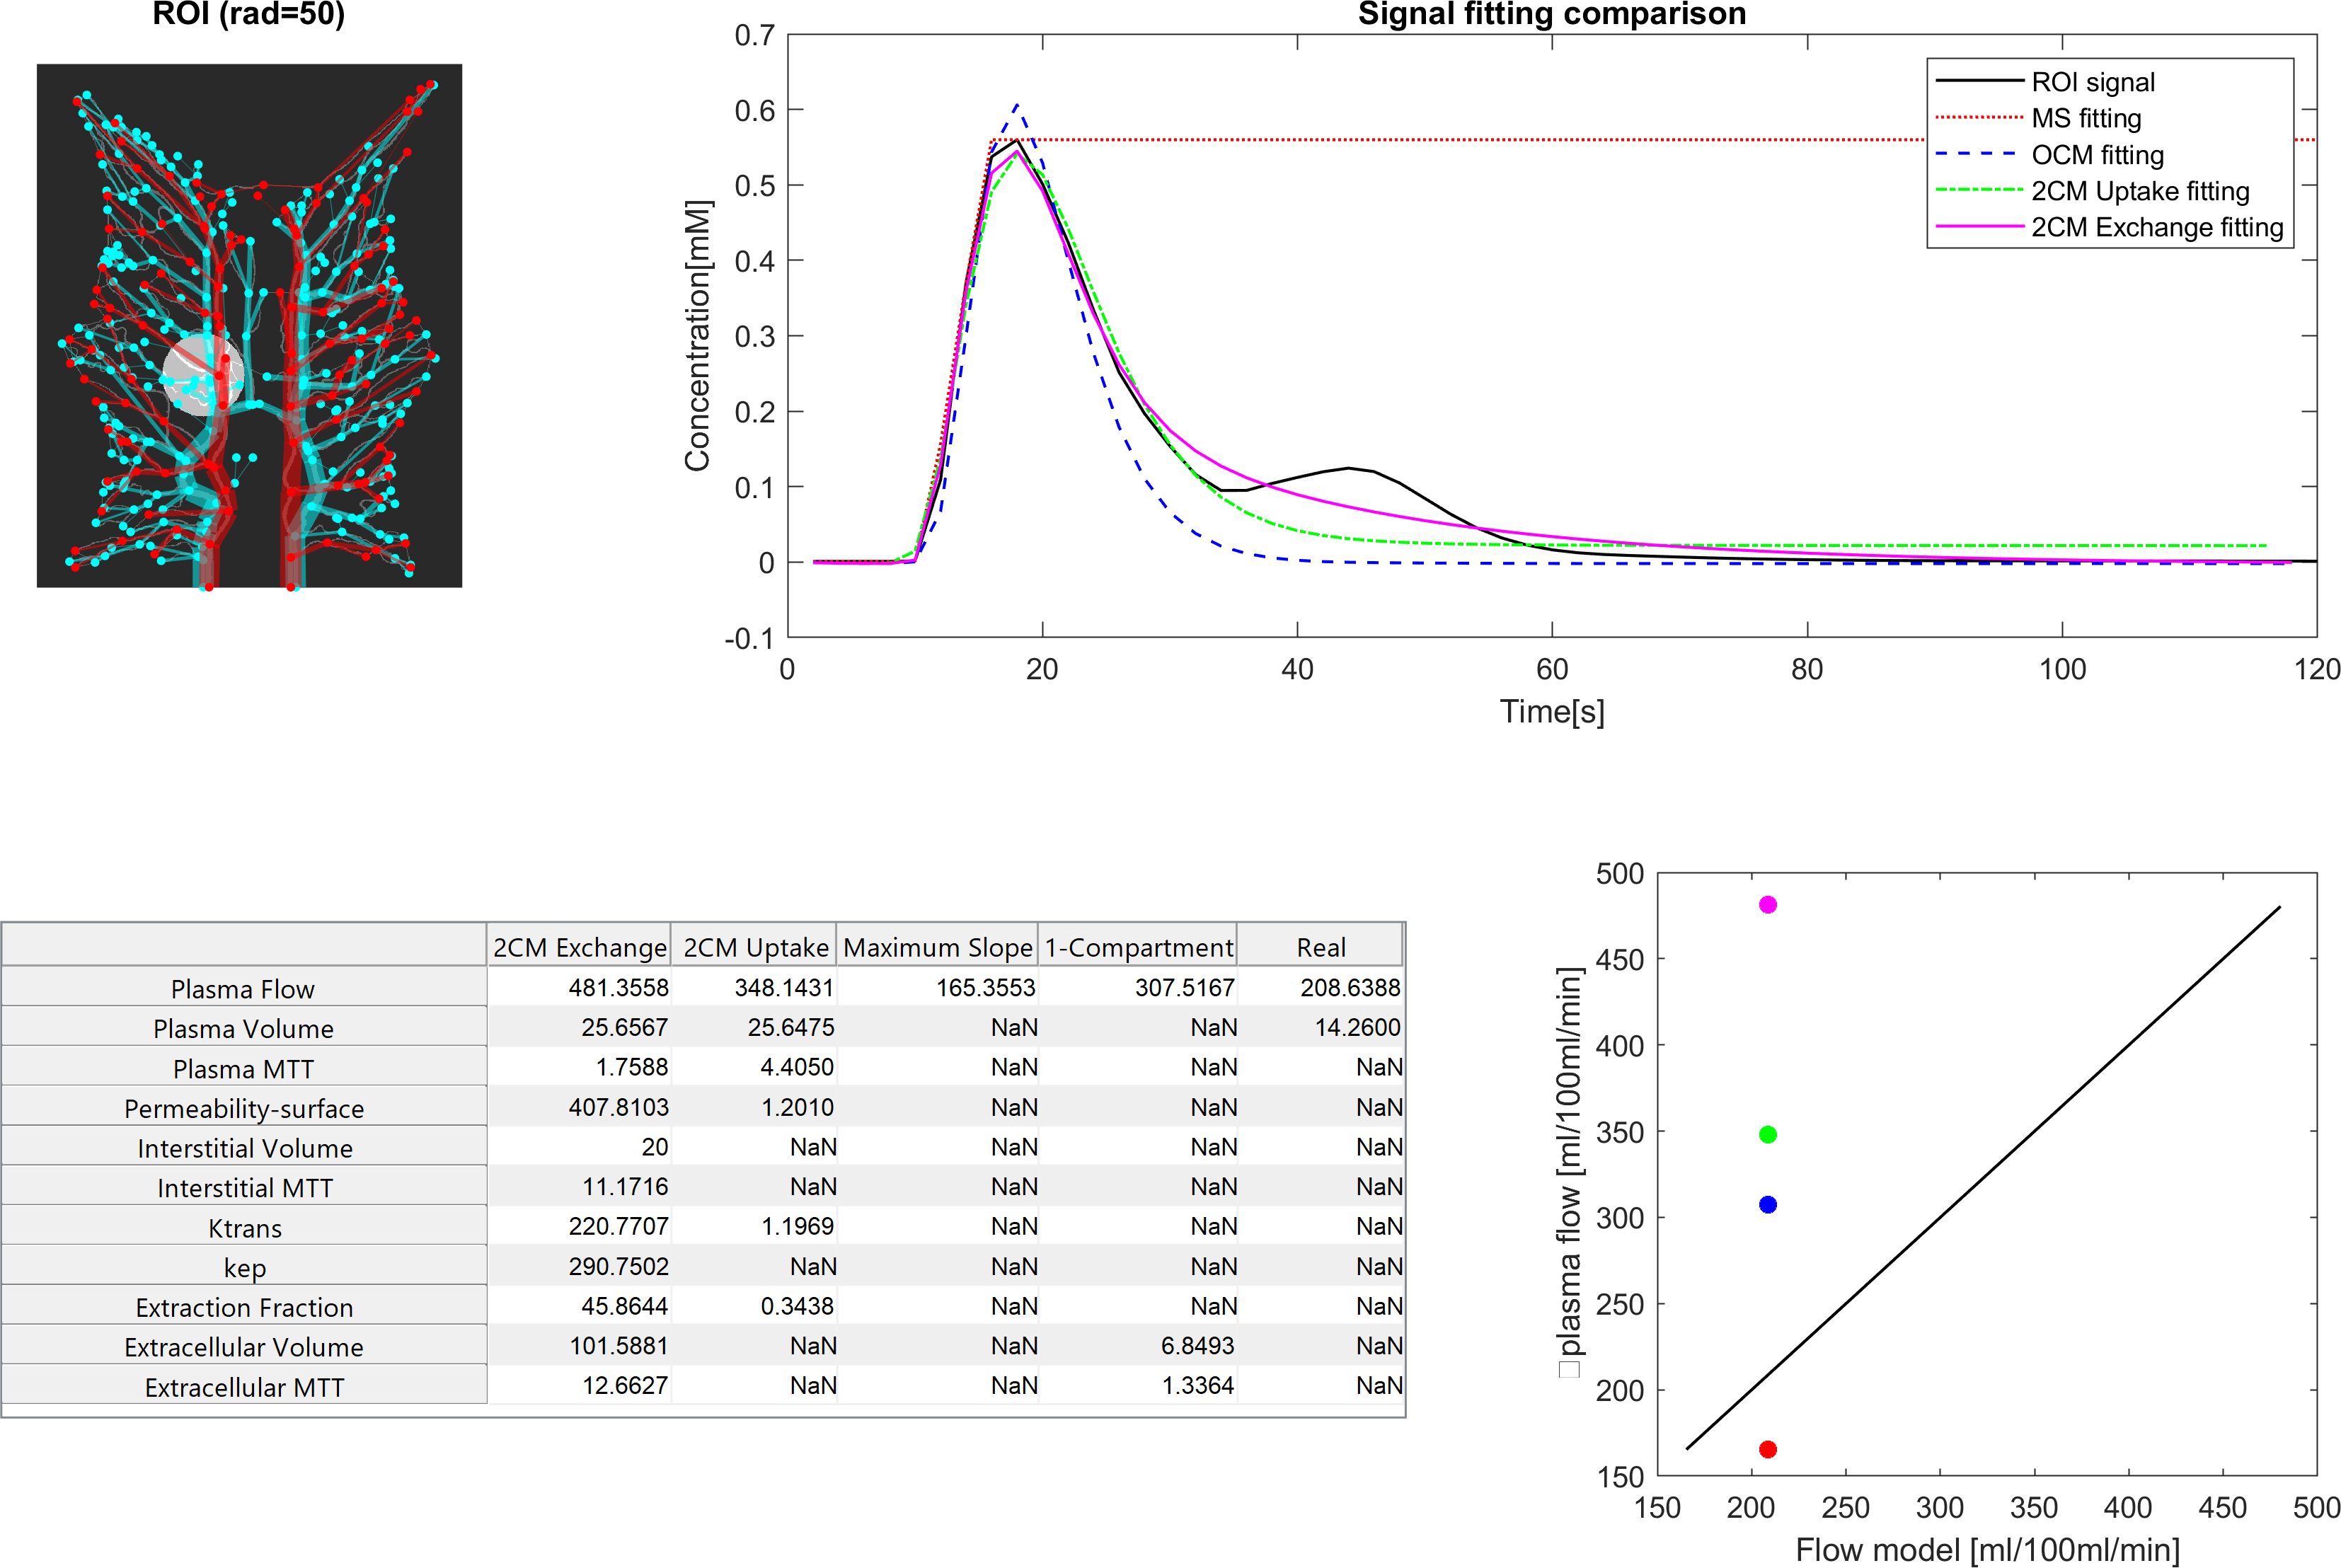 ROI (rad=50)
Signal fitting comparison
0.7
0.6
0.5
0.4
0.3
0.2
0.1
0
-0.1
Concentration[mM]
0 20 40 60 80 100 120
Time[s]
ROI signal
MS fitting
OCM fitting
2CM Uptake fitting
2CM Exchange fitting
2CM Exchange 2CM Uptake Maximum Slope 1-Compartment Real
Plasma Flow 481.3558 348.1431 165.3553 307.5167 208.6388
Plasma Volume 25.6567 25.6475 NaN NaN 14.2600
Plasma MTT 1.7588 4.4050 NaN NaN NaN
Permeability-surface 407.8103 1.2010 NaN NaN NaN
Interstitial Volume 20 NaN NaN NaN NaN
Interstitial MTT 11.1716 NaN NaN NaN NaN
Ktrans 220.7707 1.1969 NaN NaN NaN
kep 290.7502 NaN NaN NaN NaN
Extraction Fraction 45.8644 0.3438 NaN NaN NaN
Extracellular Volume 101.5881 NaN NaN 6.8493 NaN
Extracellular MTT 12.6627 NaN NaN 1.3364 NaN
500
450
400
350
300
250
200
150
□plasma flow [ml/100ml/min]
150 200 250 300 350 400 450 500
Flow model [ml/100ml/min]